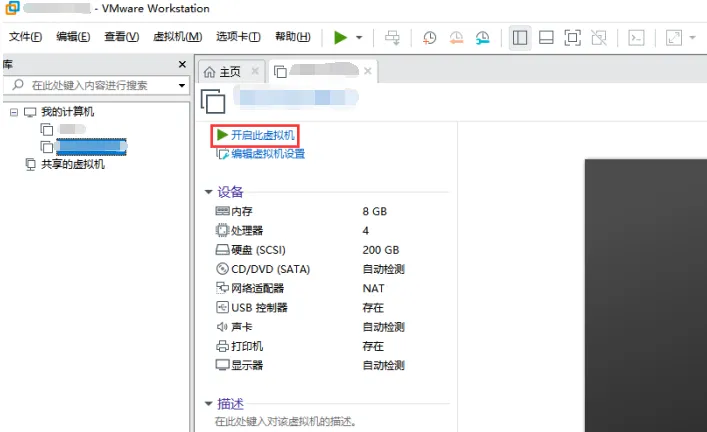 - VMware Workstation
文件(F) 编辑(E) 查看(V) 虚拟机(M) 选项卡(T) 帮助(H)
库
在此处键入内容进行搜索
我的计算机
共享的虚拟机
主页
开启此虚拟机
编辑虚拟机设置
设备
内存 8 GB
处理器 4
硬盘 (SCSI) 200 GB
CD/DVD (SATA) 自动检测
网络适配器 NAT
USB 控制器 存在
声卡 自动检测
打印机 存在
显示器 自动检测
描述
在此处键入对该虚拟机的描述。